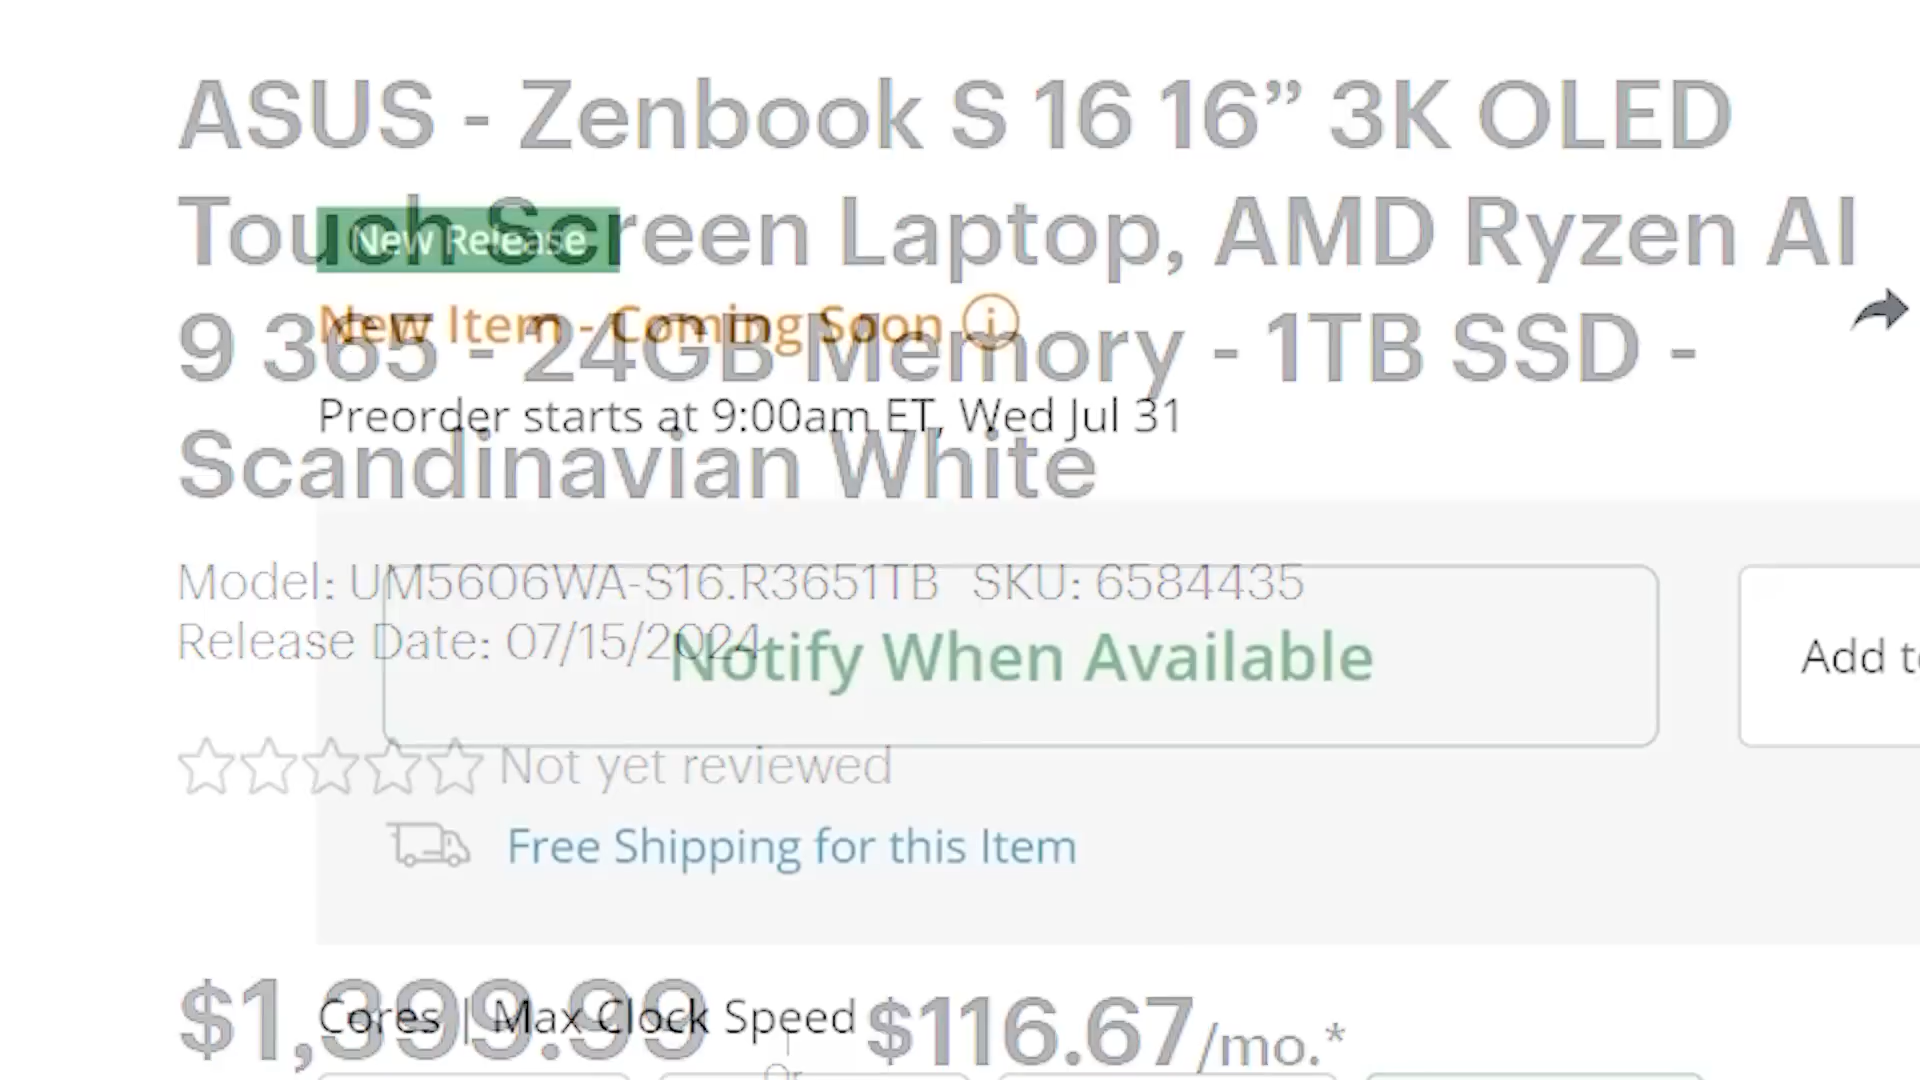 ASUS - Zenbook S 16 16” 3K OLED
Touch Screen Laptop, AMD Ryzen AI
New Release
New Item - Coming Soon
9 365 - 24GB Memory - 1TB SSD -
Preorder starts at 9:00am ET, Wed Jul 31
Scandinavian White
Model: UM5606WA-S16.R3651TB SKU: 6584435
Release Date: 07/15/2024
Notify When Available
Add to
Not yet reviewed
Free Shipping for this Item
$1,399.99
Cores | Max Clock Speed
$116.67/mo.*
Or